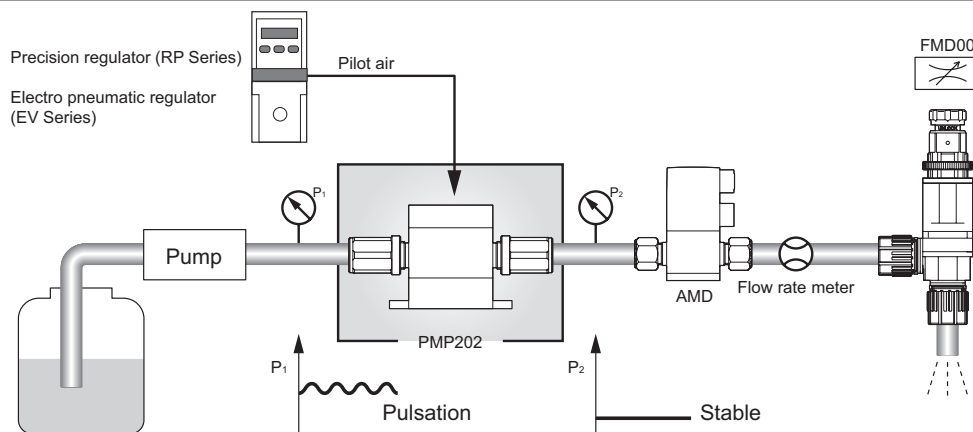 Precision regulator (RP Series)
Electro pneumatic regulator
(EV Series)
Pilot air
FMD00
P1
P2
Pump
AMD
Flow rate meter
PMP202
P1
Pulsation
P2
Stable